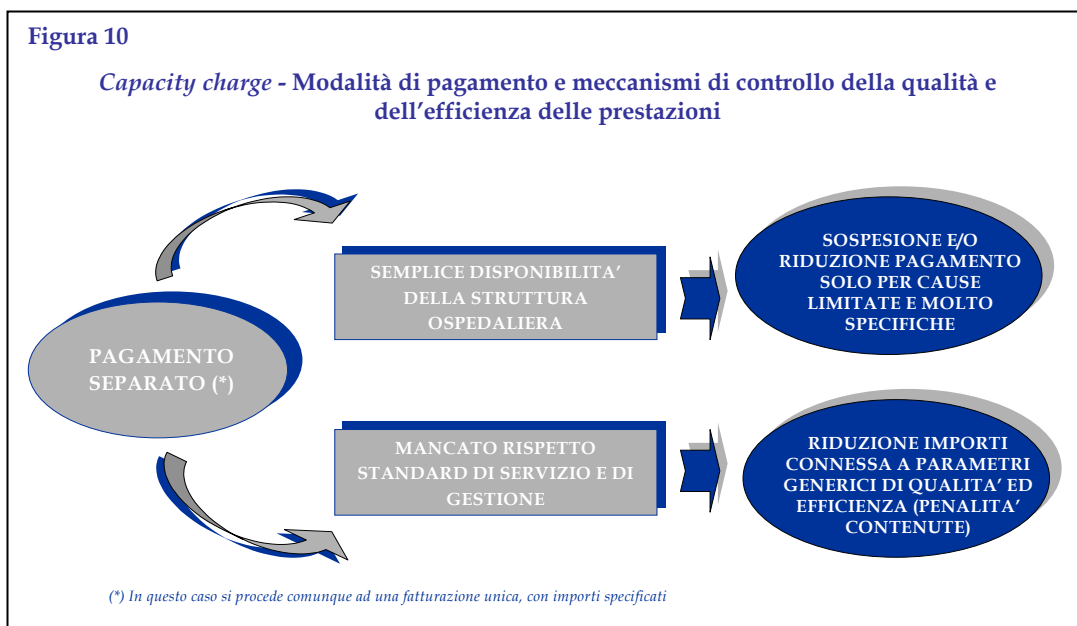 Figura 10
Capacity charge - Modalità di pagamento e meccanismi di controllo della qualità e
dell’efficienza delle prestazioni
PAGAMENTO
SEPARATO (*)
SEMPLICE DISPONIBILITA’
DELLA STRUTTURA
OSPEDALIERA
SOSPESIONE E/O
RIDUZIONE PAGAMENTO
SOLO PER CAUSE
LIMITATE E MOLTO
SPECIFICHE
MANCATO RISPETTO
STANDARD DI SERVIZIO E DI
GESTIONE
RIDUZIONE IMPORTI
CONNESSA A PARAMETRI
GENERICI DI QUALITA’ ED
EFFICIENZA (PENALITA’
CONTENUTE)
(*) In questo caso si procede comunque ad una fatturazione unica, con importi specificati